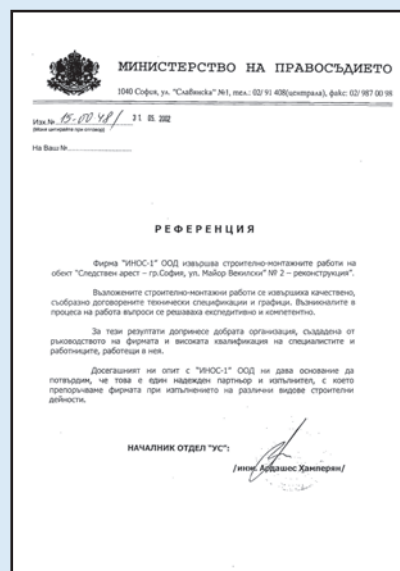 МИНИСТЕРСТВО НА ПРАВОСЪДИЕТО
1040 София, ул. "Славянска" №1, тел.: 02/ 91 408(централа), факс: 02/ 987 00 98
Изх.№ 15-00 48/ 31 05. 2002
(Моля цитирайте при отговор)
На Ваш №
РЕФЕРЕНЦИЯ
Фирма "ИНОС-1" ООД извършва строително-монтажните работи на
обект "Следствен арест – гр.София, ул. Майор Векилски" № 2 – реконструкция".
Възложените строително-монтажни работи се извършиха качествено,
съобразно договорените технически спецификации и графици. Възникналите в
процеса на работа въпроси се решаваха експедитивно и компетентно.
За тези резултати допринесе добрата организация, създадена от
ръководството на фирмата и високата квалификация на специалистите и
работниците, работещи в нея.
Досегашният ни опит с "ИНОС-1" ООД ни дава основание да
потвърдим, че това е един надежден партньор и изпълнител, с което
препоръчваме фирмата при изпълнението на различни видове строителни
дейности.
НАЧАЛНИК ОТДЕЛ "УС":
/инж. Ардашес Хамперян/